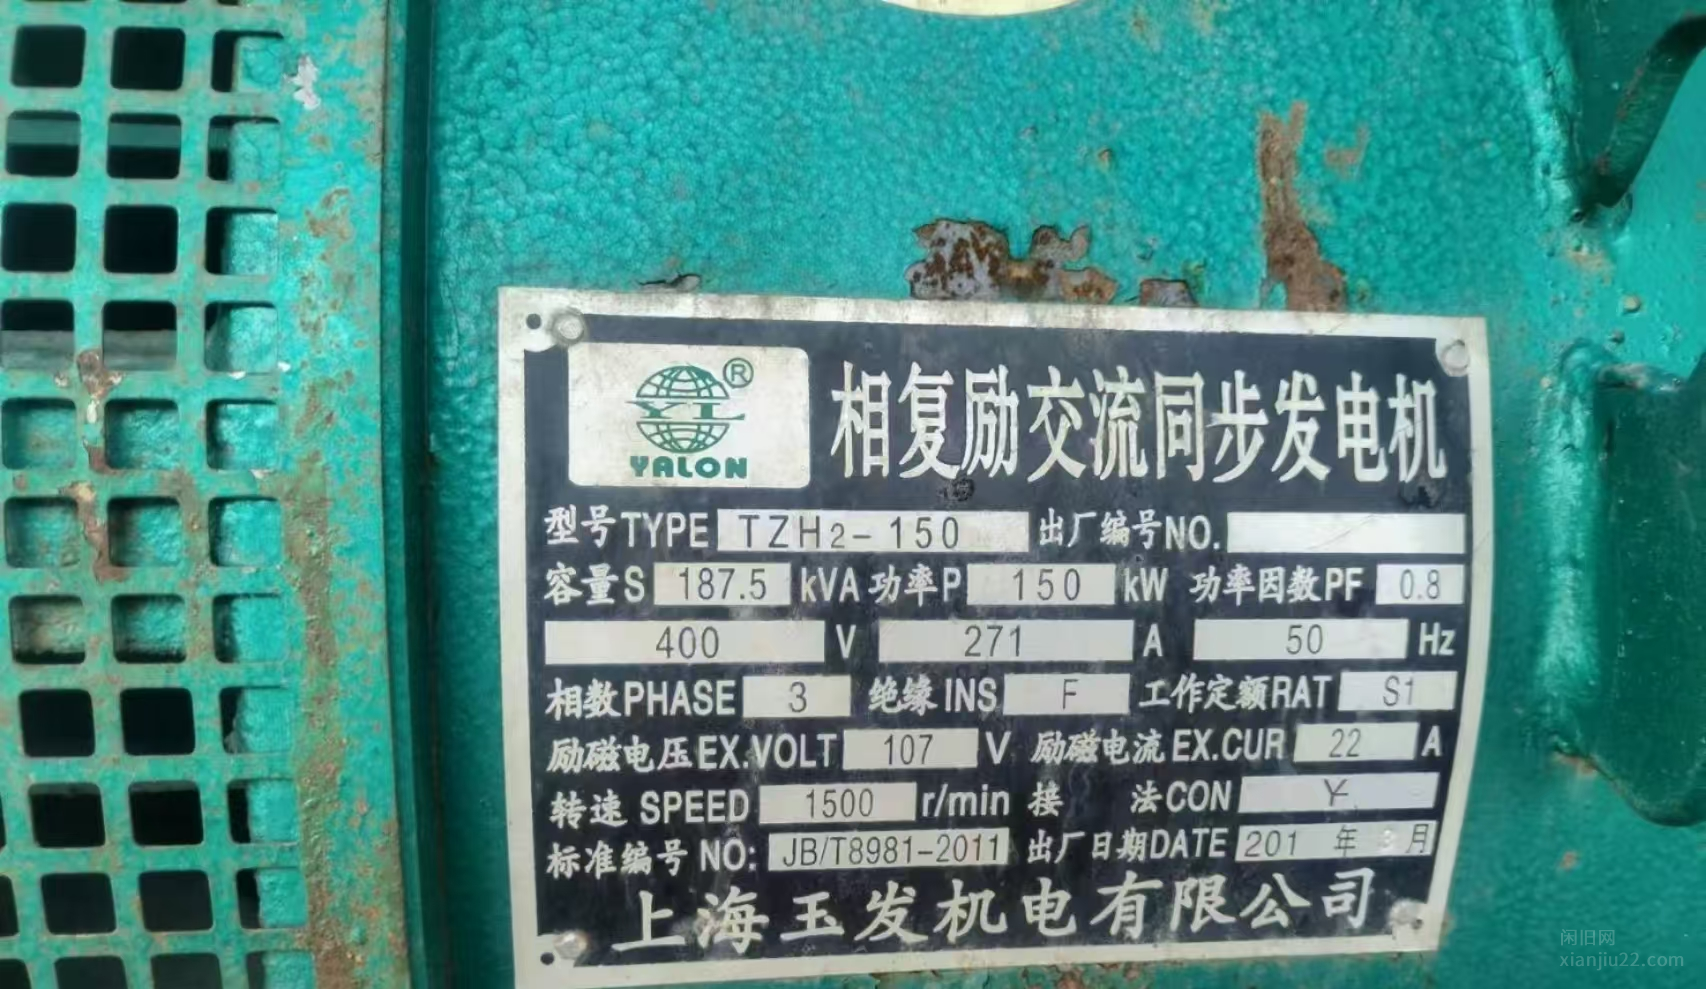 YL ®
YALON
相复励交流同步发电机
型号TYPE TZH2-150 出厂编号NO.
容量S 187.5 kVA 功率P 150 kW 功率因数PF 0.8
400 V 271 A 50 Hz
相数PHASE 3 绝缘INS F 工作定额RAT S1
励磁电压EX.VOLT 107 V 励磁电流EX.CUR 22 A
转速 SPEED 1500 r/min 接 法CON Y
标准编号 NO: JB/T8981-2011 出厂日期DATE 201 年 月
上海玉发机电有限公司
闲旧网
xianjiu22.com